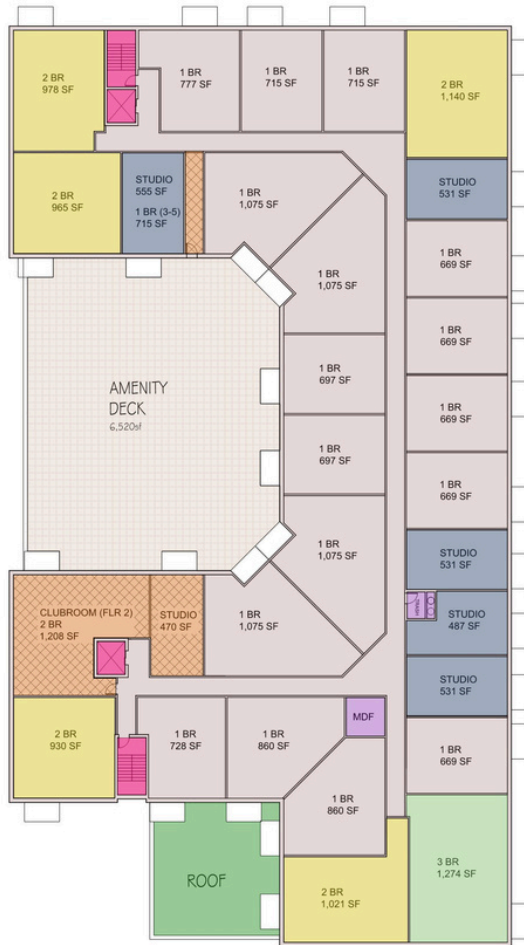 2 BR
978 SF
1 BR
777 SF
1 BR
715 SF
1 BR
715 SF
2 BR
1,140 SF
2 BR
965 SF
STUDIO
555 SF
1 BR (3-5)
715 SF
1 BR
1,075 SF
STUDIO
531 SF
1 BR
669 SF
1 BR
1,075 SF
1 BR
669 SF
1 BR
697 SF
AMENITY
DECK
6,520sf
1 BR
669 SF
1 BR
697 SF
1 BR
669 SF
1 BR
1,075 SF
STUDIO
531 SF
CLUBROOM (FLR 2)
2 BR
1,208 SF
STUDIO
470 SF
1 BR
1,075 SF
TRASH
STUDIO
487 SF
STUDIO
531 SF
2 BR
930 SF
1 BR
728 SF
1 BR
860 SF
MDF
1 BR
669 SF
1 BR
860 SF
ROOF
2 BR
1,021 SF
3 BR
1,274 SF